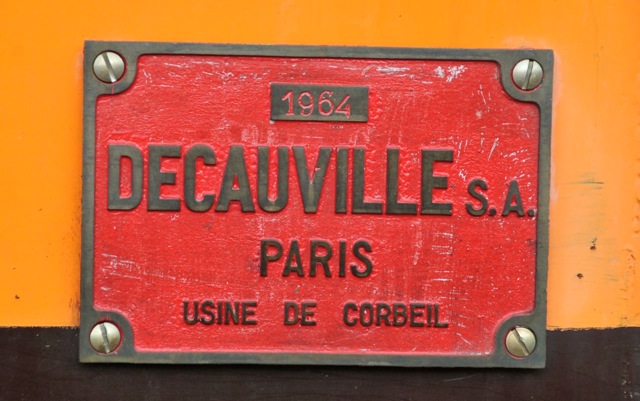 1964
DECAUVILLE S.A.
PARIS
USINE DE CORBEIL